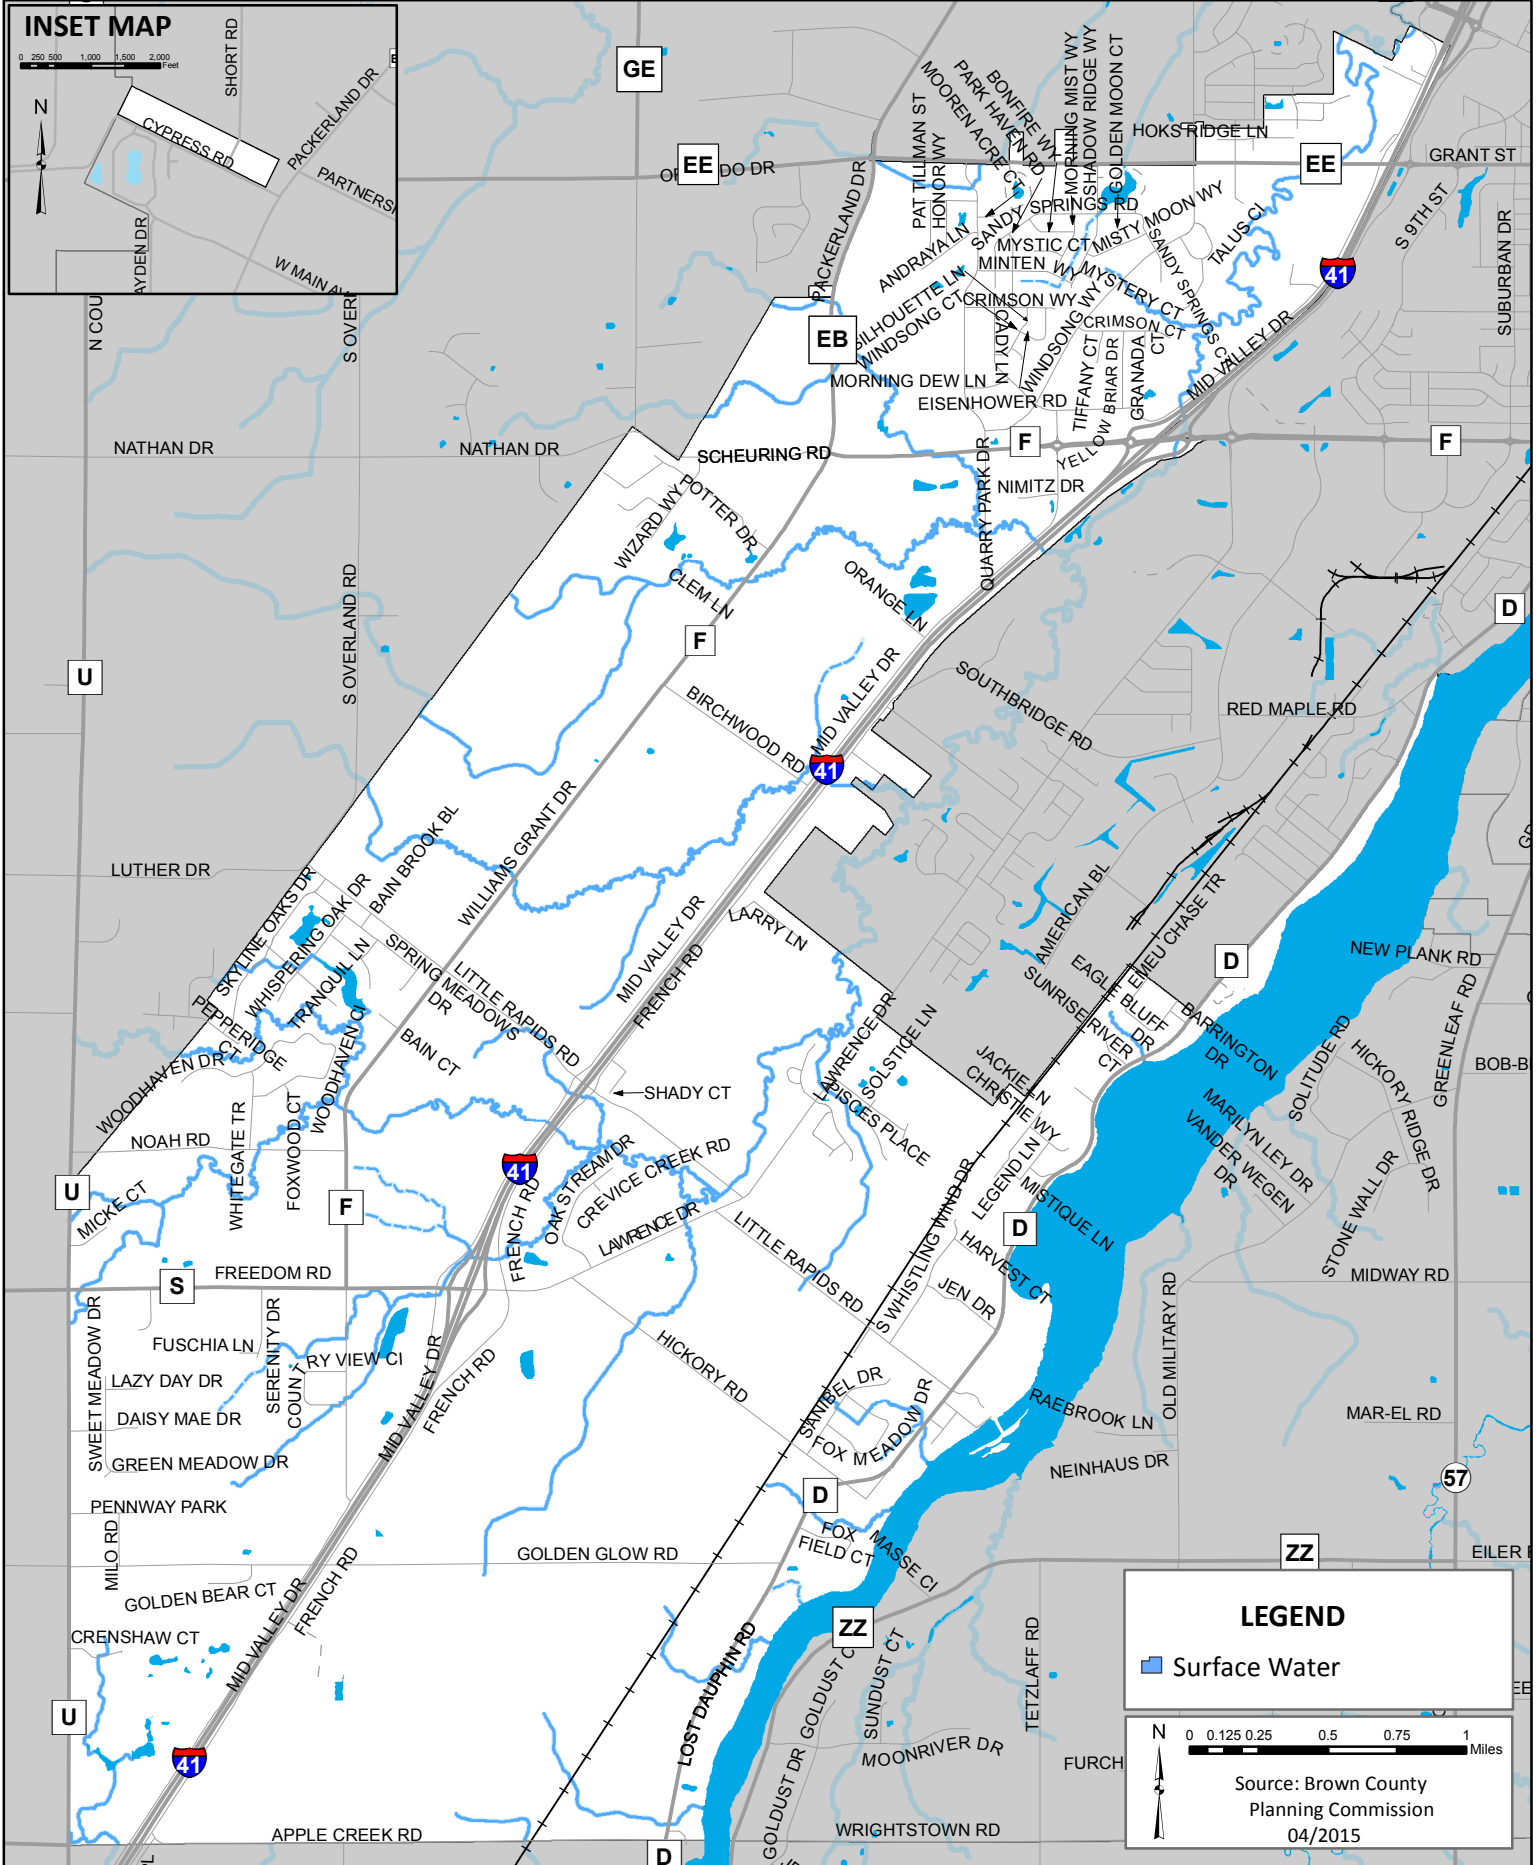 INSET MAP
0 250 500 1,000 1,500 2,000
Feet
N
SHORT RD
CYPRESS RD
PACKERLAND DR
PARTNERS
AYDEN DR
W MAIN AV
GE
EE
DO DR
PACKERLAND DR
PAT TILLMAN ST
HONOR WY
MOOREN ACRE CT
PARK HAVEN RD
BONFIRE WY
MORNING MIST WY
SHADOW RIDGE WY
GOLDEN MOON CT
HOKS RIDGE LN
EE
GRANT ST
S 9TH ST
SUBURBAN DR
SANDY SPRINGS RD
ANDRAYA LN
MYSTIC CT
MISTY MOON WY
TALUS CI
MINTEN WY
MYSTERY CT
SANDY SPRINGS C
41
SILHOUETTE LN
WINDSONG CT
CRIMSON WY
CADY LN
WINDSONG WY
CRIMSON CT
TIFFANY CT
YELLOW BRIAR DR
GRANADA CT
MID VALLEY DR
EB
MORNING DEW LN
EISENHOWER RD
N COU
S OVER
NATHAN DR
NATHAN DR
SCHEURING RD
F
F
QUARRY PARK DR
NIMITZ DR
WIZARD WY
POTTER DR
CLEM LN
ORANGE LN
S OVERLAND RD
F
U
D
BIRCHWOOD RD
MID VALLEY DR
41
SOUTHBRIDGE RD
RED MAPLE RD
WILLIAMS GRANT DR
BAIN BROOK BL
LUTHER DR
SKYLINE OAKS DR
WHISPERING OAK DR
TRANQUIL LN
SPRING MEADOWS
DR
LITTLE RAPIDS RD
MID VALLEY DR
FRENCH RD
LARRY LN
AMERICAN BL
EMEU CHASE TR
EAGLE BLUFF
DR
SUNRISE RIVER
CT
BARRINGTON
DR
D
NEW PLANK RD
GREENLEAF RD
SOLITUDE RD
HICKORY RIDGE DR
BOB-B
PEPPERIDGE
CT
WOODHAVEN DR
WOODHAVEN CI
BAIN CT
SHADY CT
LAWRENCE DR
SOLSTICE LN
PISCES PLACE
JACKIE LN
CHRISTIE WY
LEGEND LN
MISTIQUE LN
MARILYN LEY DR
VANDER WEGEN
DR
STONE WALL DR
NOAH RD
WHITEGATE TR
FOXWOOD CT
U
MICKE CT
F
41
FRENCH RD
OAK STREAM DR
CREVICE CREEK RD
LAWRENCE DR
LITTLE RAPIDS RD
S WHISTLING WIND DR
D
HARVEST CT
JEN DR
OLD MILITARY RD
MIDWAY RD
S
FREEDOM RD
SWEET MEADOW DR
FUSCHIA LN
SERENITY DR
COUNT
RY VIEW CI
LAZY DAY DR
DAISY MAE DR
GREEN MEADOW DR
PENNWAY PARK
MILO RD
MID VALLEY DR
FRENCH RD
HICKORY RD
SANIBEL DR
FOX MEADOW DR
RAEBROOK LN
NEINHAUS DR
MAR-EL RD
57
D
FOX
FIELD CT
MASSE CI
GOLDEN GLOW RD
GOLDEN BEAR CT
CRENSHAW CT
MID VALLEY DR
FRENCH RD
ZZ
EILER
ZZ
LOST DAUPHIN RD
GOLDUST C
SUNDUST CT
TETZLAFF RD
MOONRIVER DR
GOLDUST DR
FURCH
U
41
APPLE CREEK RD
D
WRIGHTSTOWN RD
LEGEND
Surface Water
N
0 0.125 0.25 0.5 0.75 1
Miles
Source: Brown County
Planning Commission
04/2015